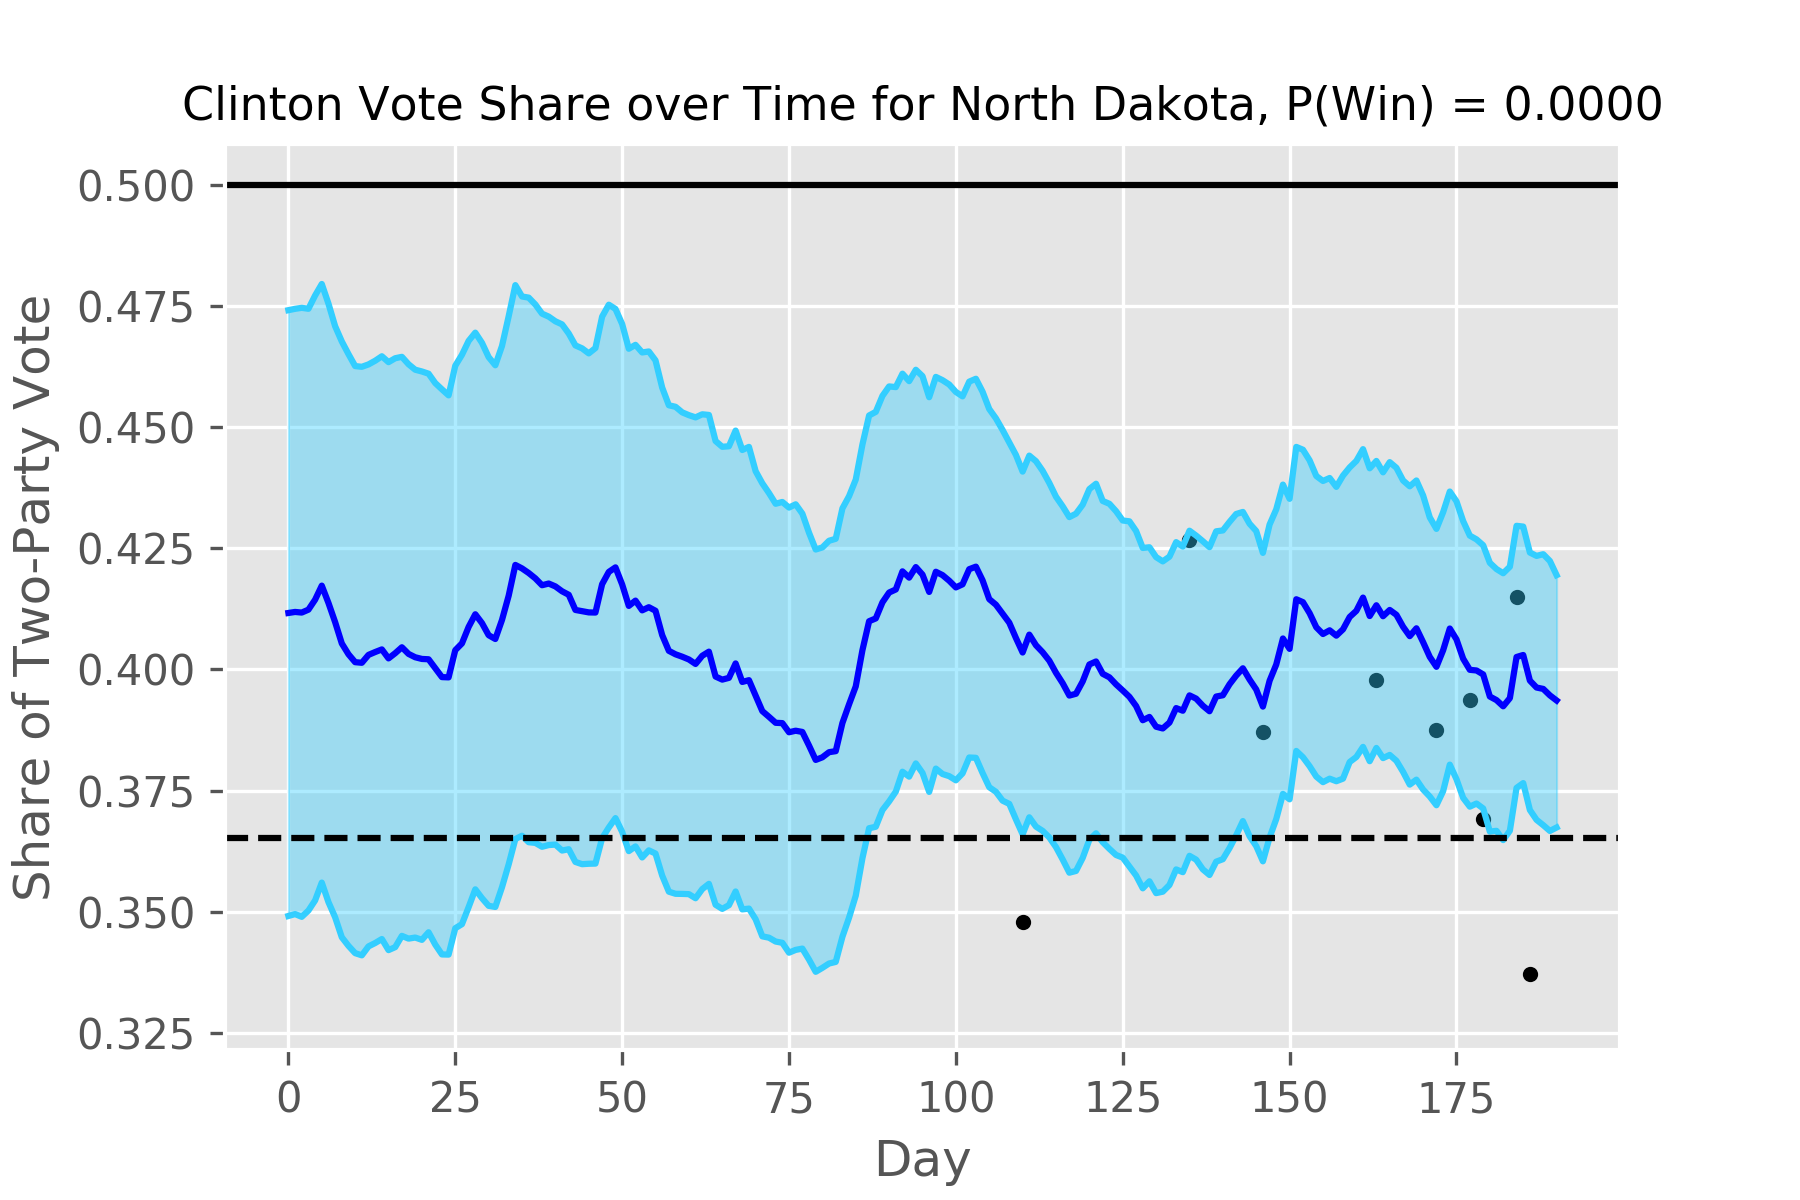 Clinton Vote Share over Time for North Dakota, P(Win) = 0.0000
Share of Two-Party Vote
0.500
0.475
0.450
0.425
0.400
0.375
0.350
0.325
0 25 50 75 100 125 150 175
Day